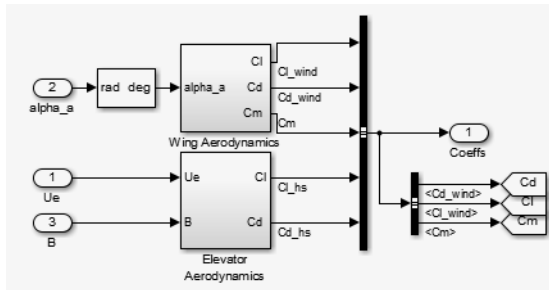 2
alpha_a
rad deg
alpha_a
Cl
Cd
Cm
Wing Aerodynamics
Cl_wind
Cd_wind
Cm
1
Ue
3
B
Ue
B
Cl
Cd
Elevator
Aerodynamics
Cl_hs
Cd_hs
1
Coeffs
<Cd_wind>
<Cl_wind>
<Cm>
Cd
Cl
Cm